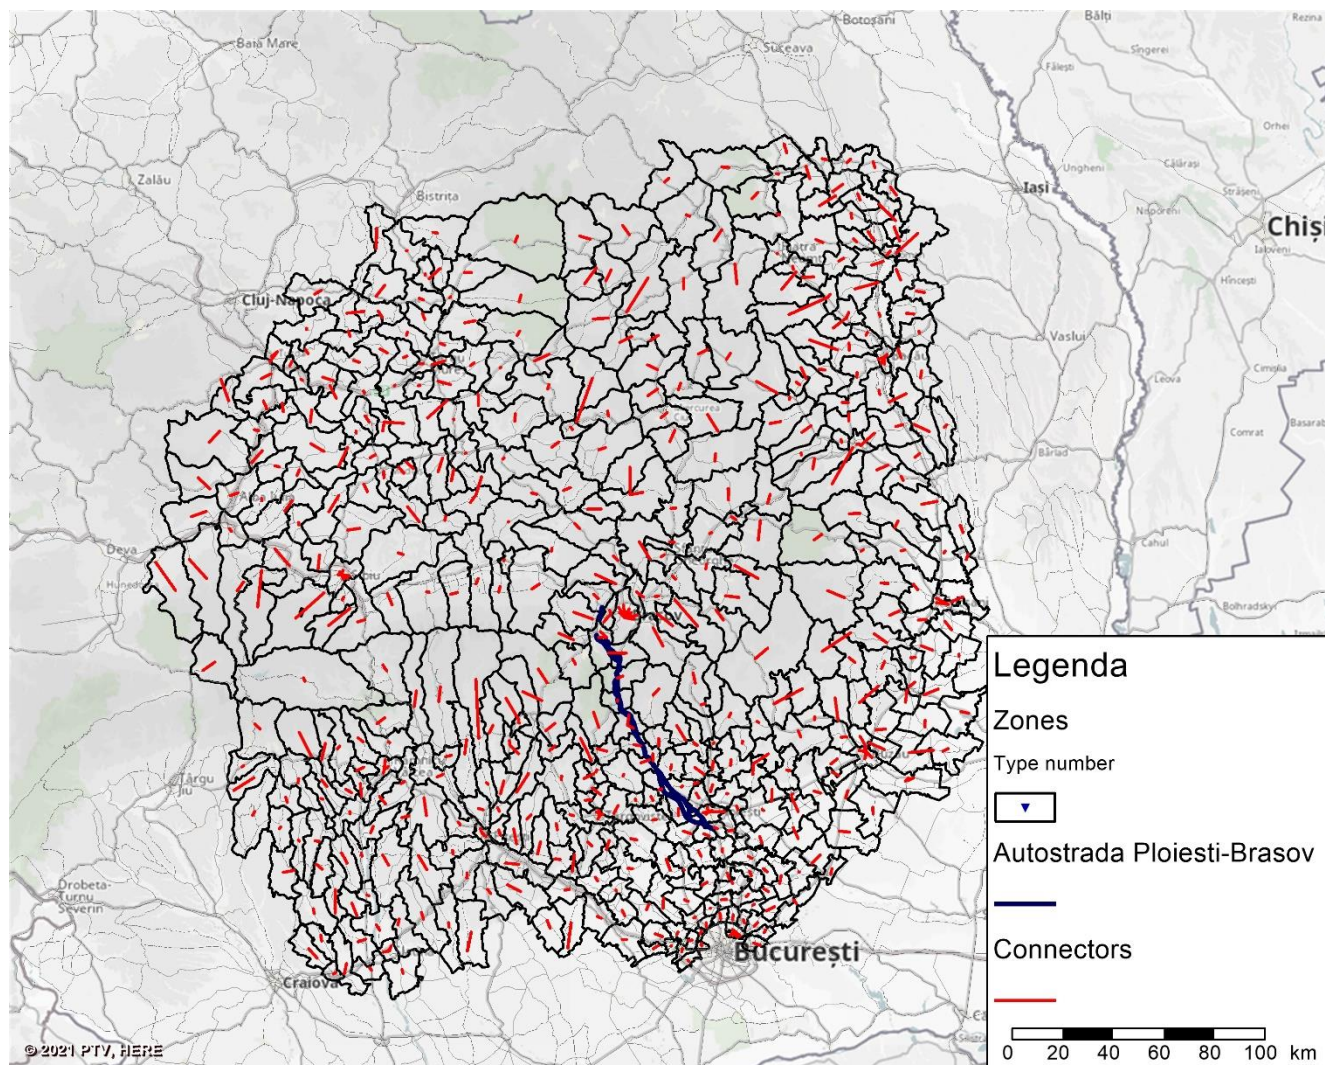 Botoșani
Bălți
Rezina
Baia Mare
Suceava
Sîngerei
Fălești
Orhei
Ungheni
Călărași
Zalău
Strășeni
Bistrița
Iași
Nisporeni
Chiși
Ialoveni
Hîncești
Cluj-Napoca
Vaslui
Leova
Cimișlia
Basarab
Comrat
Bârlad
Deva
Cahul
Hunedoara
Bolhradskyj
Legenda
Zones
Type number
Târgu
Jiu
Autostrada Ploiesti-Brasov
Drobeta-
Turnu
Severin
Connectors
București
Craiova
© 2021 PTV, HERE
0 20 40 60 80 100 km